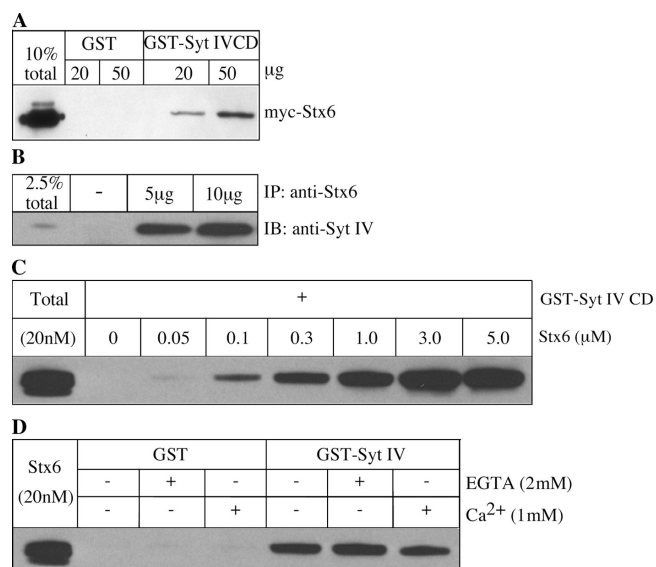 A
10% total GST GST-Syt IVCD
20 50 20 50 μg
myc-Stx6
B
2.5% total - 5μg 10μg IP: anti-Stx6
IB: anti-Syt IV
C
Total + GST-Syt IV CD
(20nM) 0 0.05 0.1 0.3 1.0 3.0 5.0 Stx6 (μM)
D
Stx6 (20nM) GST GST-Syt IV
- + - - + - EGTA (2mM)
- - + - - + Ca2+ (1mM)